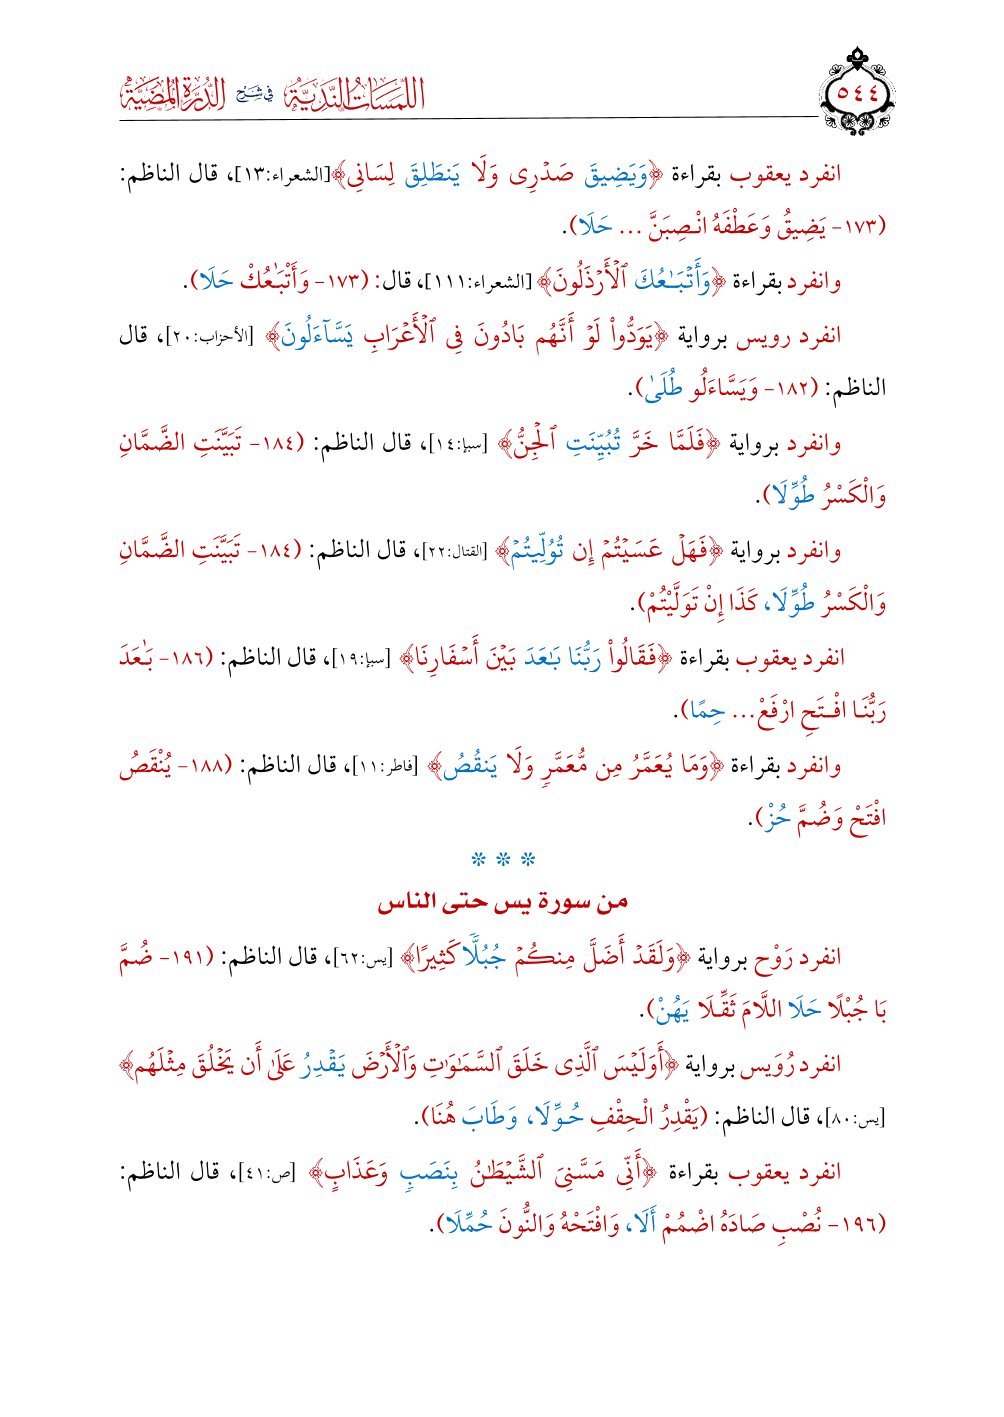 ٥٤٤
اللمسات الندية في شرح الدرة المضية
انفرد يعقوب بقراءة ﴿وَيَضِيقَ صَدۡرِى وَلَا يَنطَلِقَ لِسَانِى﴾[الشعراء:١٣]، قال الناظم:
(١٧٣- يَضِيقُ وَعَطْفَهُ انْـصِبَنَّ ... حَلَا).
وانفرد بقراءة ﴿وَأَتۡبَٰعُكَ ٱلۡأَرۡذَلُونَ﴾ [الشعراء:١١١]، قال: (١٧٣- وَأَتْبَٰعُكْ حَلَا).
انفرد رويس برواية ﴿يَوَدُّواْ لَوۡ أَنَّهُم بَادُونَ فِى ٱلۡأَعۡرَابِ يَسَّآءَلُونَ﴾ [الأحزاب:٢٠]، قال
الناظم: (١٨٢- وَيَسَّاءَلُو طُلَىٰ).
وانفرد برواية ﴿فَلَمَّا خَرَّ تُبُيِّنَتِ ٱلۡجِنُّ﴾ [سبإ:١٤]، قال الناظم: (١٨٤- تَبَيَّنَتِ الضَّمَّانِ
وَالْكَسْرُ طُوِّلَا).
وانفرد برواية ﴿فَهَلۡ عَسَيۡتُمۡ إِن تُوُلِّيتُمۡ﴾ [القتال:٢٢]، قال الناظم: (١٨٤- تَبَيَّنَتِ الضَّمَّانِ
وَالْكَسْرُ طُوِّلَا، كَذَا إِنْ تَوَلَّيْتُمْ).
انفرد يعقوب بقراءة ﴿فَقَالُواْ رَبُّنَا بَٰعَدَ بَيۡنَ أَسۡفَارِنَا﴾ [سبإ:١٩]، قال الناظم: (١٨٦- بَٰعَدَ
رَبُّنَـا افْـتَحِ ارْفَعْ... حِمًا).
وانفرد بقراءة ﴿وَمَا يُعَمَّرُ مِن مُّعَمَّرٍ وَلَا يَنقُصُ﴾ [فاطر:١١]، قال الناظم: (١٨٨- يُنْقَصُ
افْتَحْ وَضُمَّ حُزْ).
* * *
من سورة يس حتى الناس
انفرد رَوْح برواية ﴿وَلَقَدۡ أَضَلَّ مِنكُمۡ جُبُلّٗا كَثِيرًا﴾ [يس:٦٢]، قال الناظم: (١٩١- ضُمَّ
بَا جُبْلًا حَلَا اللَّامَ ثَقِّـلَا يَهُنْ).
انفرد رُوَيس برواية ﴿أَوَلَيۡسَ ٱلَّذِى خَلَقَ ٱلسَّمَٰوَٰتِ وَٱلۡأَرۡضَ يَقۡدِرُ عَلَىٰ أَن يَخۡلُقَ مِثۡلَهُم﴾
[يس:٨٠]، قال الناظم: (يَقْدِرُ الْحِقْفِ حُـوِّلَا، وَطَابَ هُنَا).
انفرد يعقوب بقراءة ﴿أَنِّى مَسَّنِىَ ٱلشَّيۡطَٰنُ بِنَصَبٖ وَعَذَابٍ﴾ [ص:٤١]، قال الناظم:
(١٩٦- نُصْبِ صَادَهُ اضْمُمْ أَلَا، وَافْتَحْهُ وَالنُّونَ حُمِّلَا).